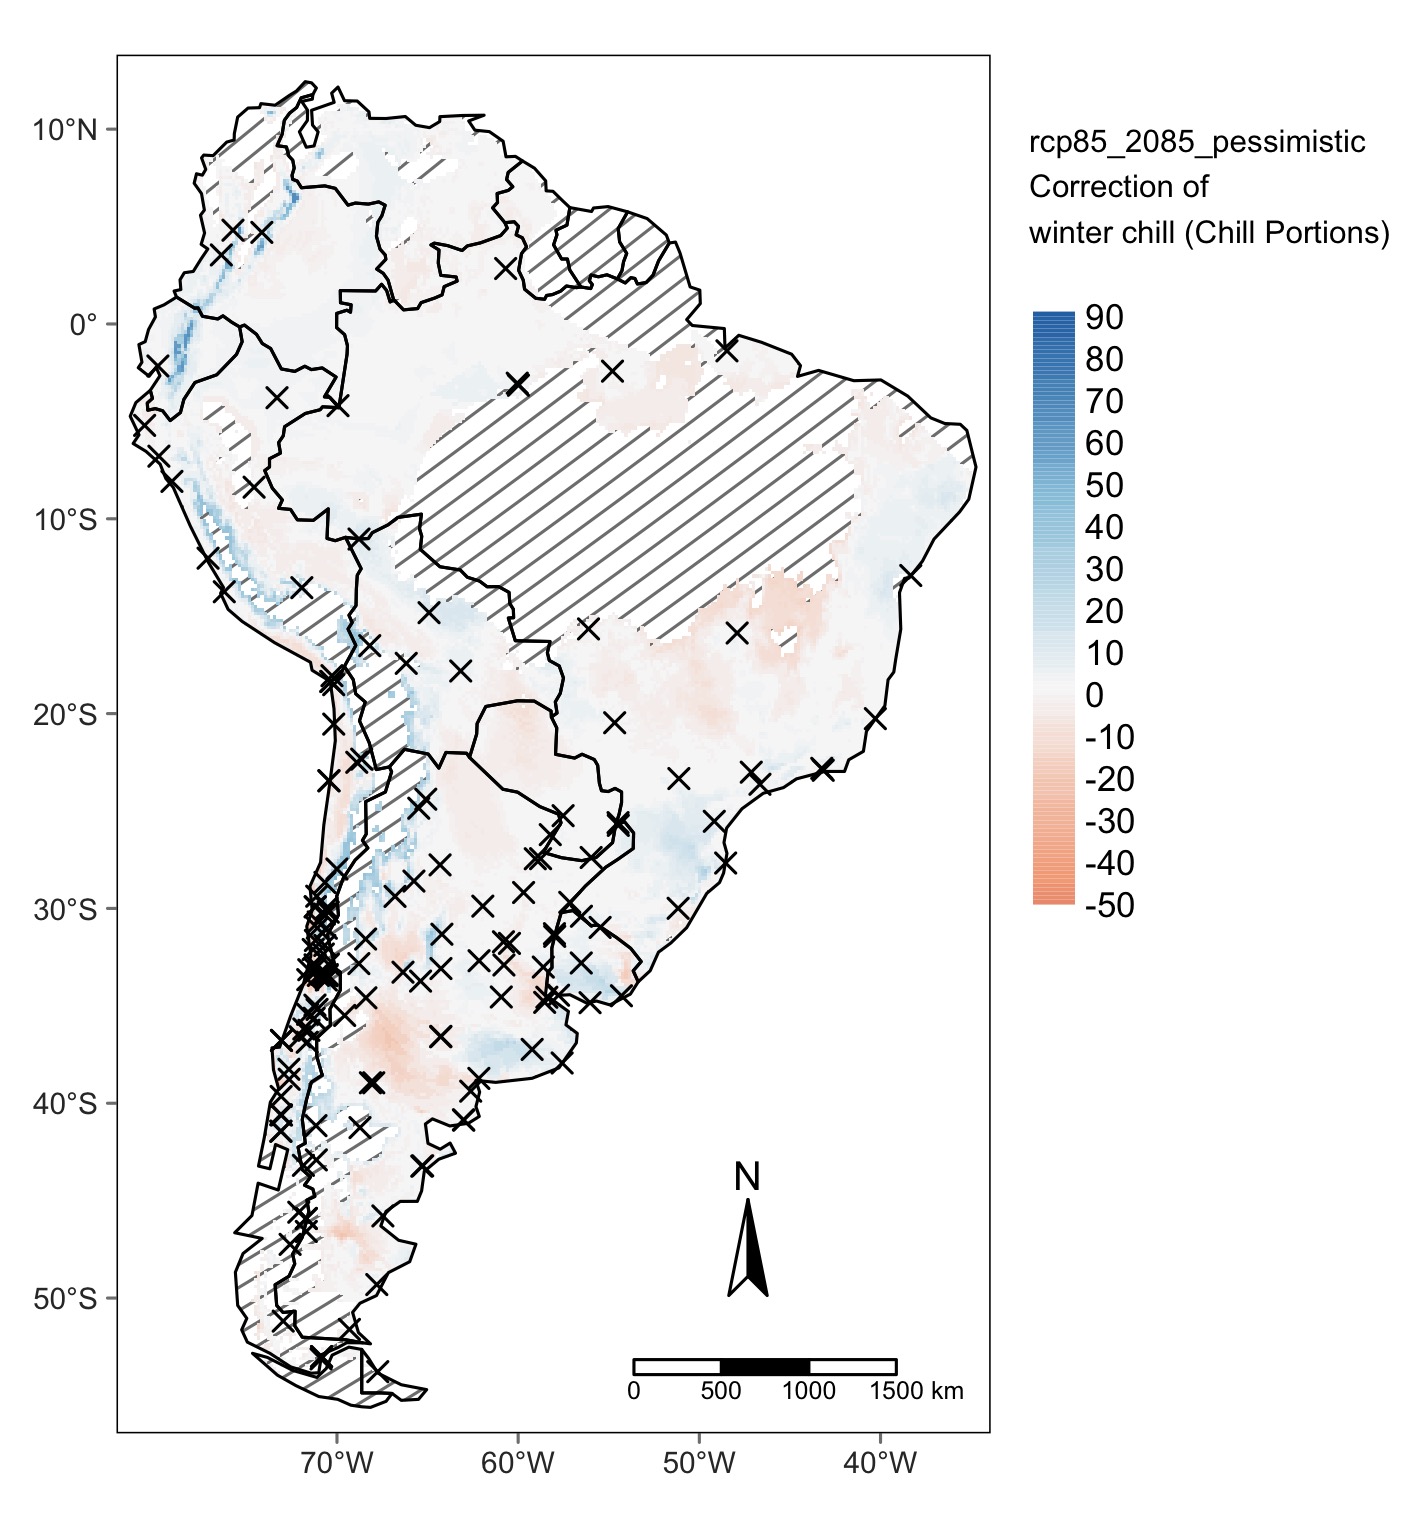 rcp85_2085_pessimistic
Correction of
winter chill (Chill Portions)
90
80
70
60
50
40
30
20
10
0
-10
-20
-30
-40
-50
10°N
0°
10°S
20°S
30°S
40°S
50°S
N
0 500 1000 1500 km
70°W 60°W 50°W 40°W